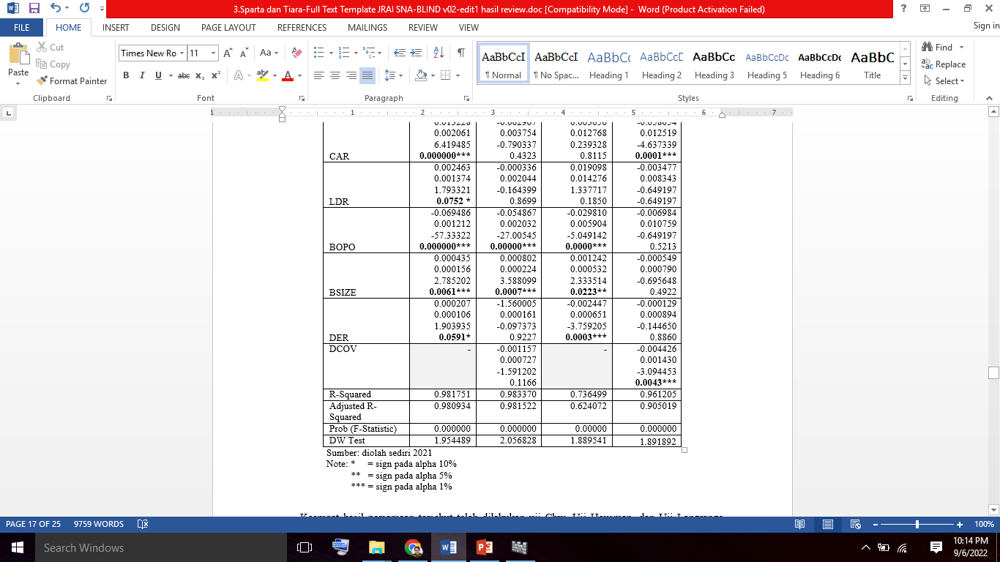 3.Sparta dan Tiara-Full Text Template JRAI SNA-BLIND v02-edit1 hasil review.doc [Compatibility Mode] - Word (Product Activation Failed)
FILE HOME INSERT DESIGN PAGE LAYOUT REFERENCES MAILINGS REVIEW VIEW Sign in
Paste
Cut
Copy
Format Painter
Clipboard
Times New Ro 11
Font
Paragraph
AaBbCcI AaBbCcI AaBbC AaBbCcD AaBbCc AaBbCcDc AaBbCcDc AaBbC
¶ Normal ¶ No Spac... Heading 1 Heading 2 Heading 3 Heading 5 Heading 6 Title
Styles
Find
Replace
Select
Editing
1 1 2 3 4 5 6 7
0.002061 0.003754 0.012768 0.012519
6.419485 -0.790337 0.239328 -4.637339
CAR 0.000000*** 0.4323 0.8115 0.0001***
0.002463 -0.000336 0.019098 -0.003477
0.001374 0.002044 0.014276 0.008343
1.793321 -0.164399 1.337717 -0.649197
LDR 0.0752 * 0.8699 0.1850 -0.649197
-0.069486 -0.054867 -0.029810 -0.006984
0.001212 0.002032 0.005904 0.010759
-57.33322 -27.00545 -5.049142 -0.649197
BOPO 0.000000*** 0.00000*** 0.0000*** 0.5213
0.000435 0.000802 0.001242 -0.000549
0.000156 0.000224 0.000532 0.000790
2.785202 3.588099 2.333514 -0.695648
BSIZE 0.0061*** 0.0007*** 0.0223** 0.4922
0.000207 -1.560005 -0.002447 -0.000129
0.000106 0.000161 0.000651 0.000894
1.903935 -0.097373 -3.759205 -0.144650
DER 0.0591* 0.9227 0.0003*** 0.8860
DCOV - -0.001157 - -0.004426
0.000727 0.001430
-1.591202 -3.094453
0.1166 0.0043***
R-Squared 0.981751 0.983370 0.736499 0.961205
Adjusted R- 0.980934 0.981522 0.624072 0.905019
Squared
Prob (F-Statistic) 0.000000 0.000000 0.00000 0.000000
DW Test 1.954489 2.056828 1.889541 1.891892
Sumber: diolah sediri 2021
Note: * = sign pada alpha 10%
** = sign pada alpha 5%
*** = sign pada alpha 1%
PAGE 17 OF 25 9759 WORDS 100%
Search Windows
10:14 PM
9/6/2022